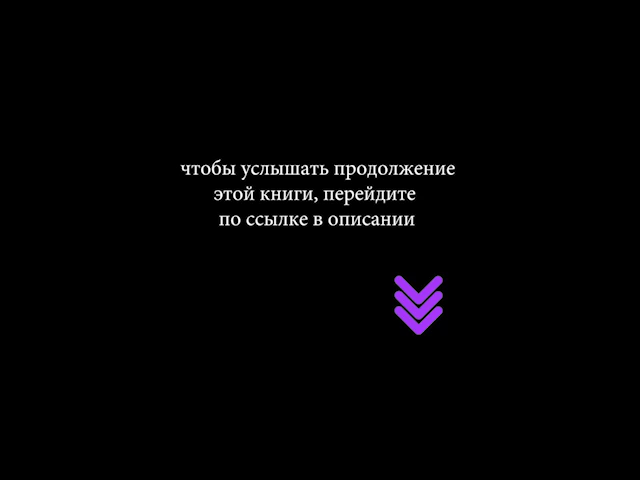 чтобы услышать продолжение
этой книги, перейдите
по ссылке в описании